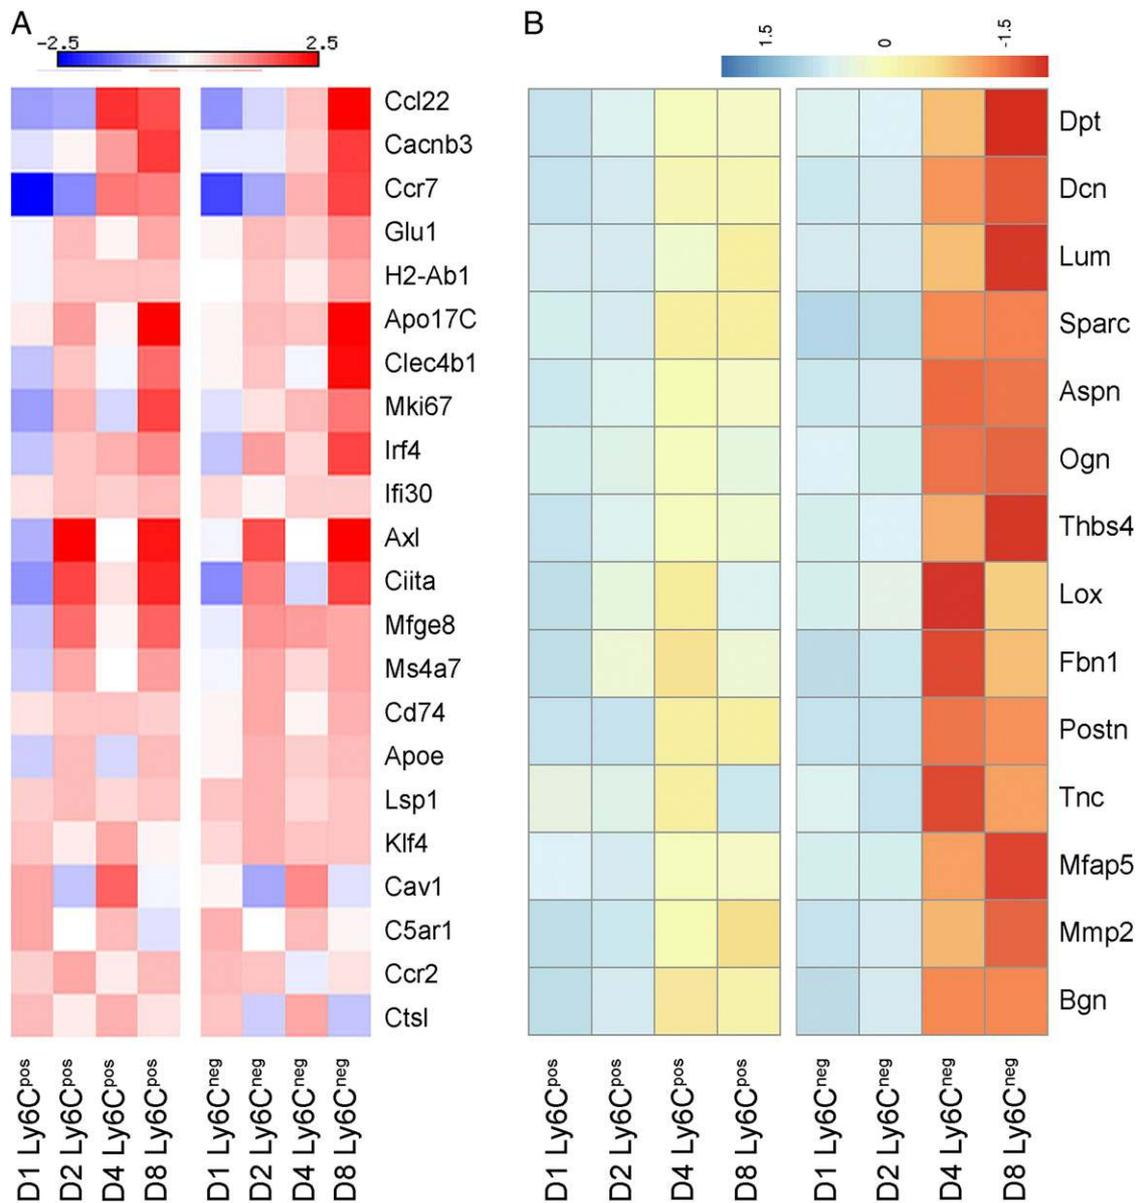 A
-2.5 2.5
Ccl22
Cacnb3
Ccr7
Glu1
H2-Ab1
Apo17C
Clec4b1
Mki67
Irf4
Ifi30
Axl
Ciita
Mfge8
Ms4a7
Cd74
Apoe
Lsp1
Klf4
Cav1
C5ar1
Ccr2
Ctsl
D1 Ly6Cpos
D2 Ly6Cpos
D4 Ly6Cpos
D8 Ly6Cpos
D1 Ly6Cneg
D2 Ly6Cneg
D4 Ly6Cneg
D8 Ly6Cneg
B
1.5 0 -1.5
Dpt
Dcn
Lum
Sparc
Aspn
Ogn
Thbs4
Lox
Fbn1
Postn
Tnc
Mfap5
Mmp2
Bgn
D1 Ly6Cpos
D2 Ly6Cpos
D4 Ly6Cpos
D8 Ly6Cpos
D1 Ly6Cneg
D2 Ly6Cneg
D4 Ly6Cneg
D8 Ly6Cneg